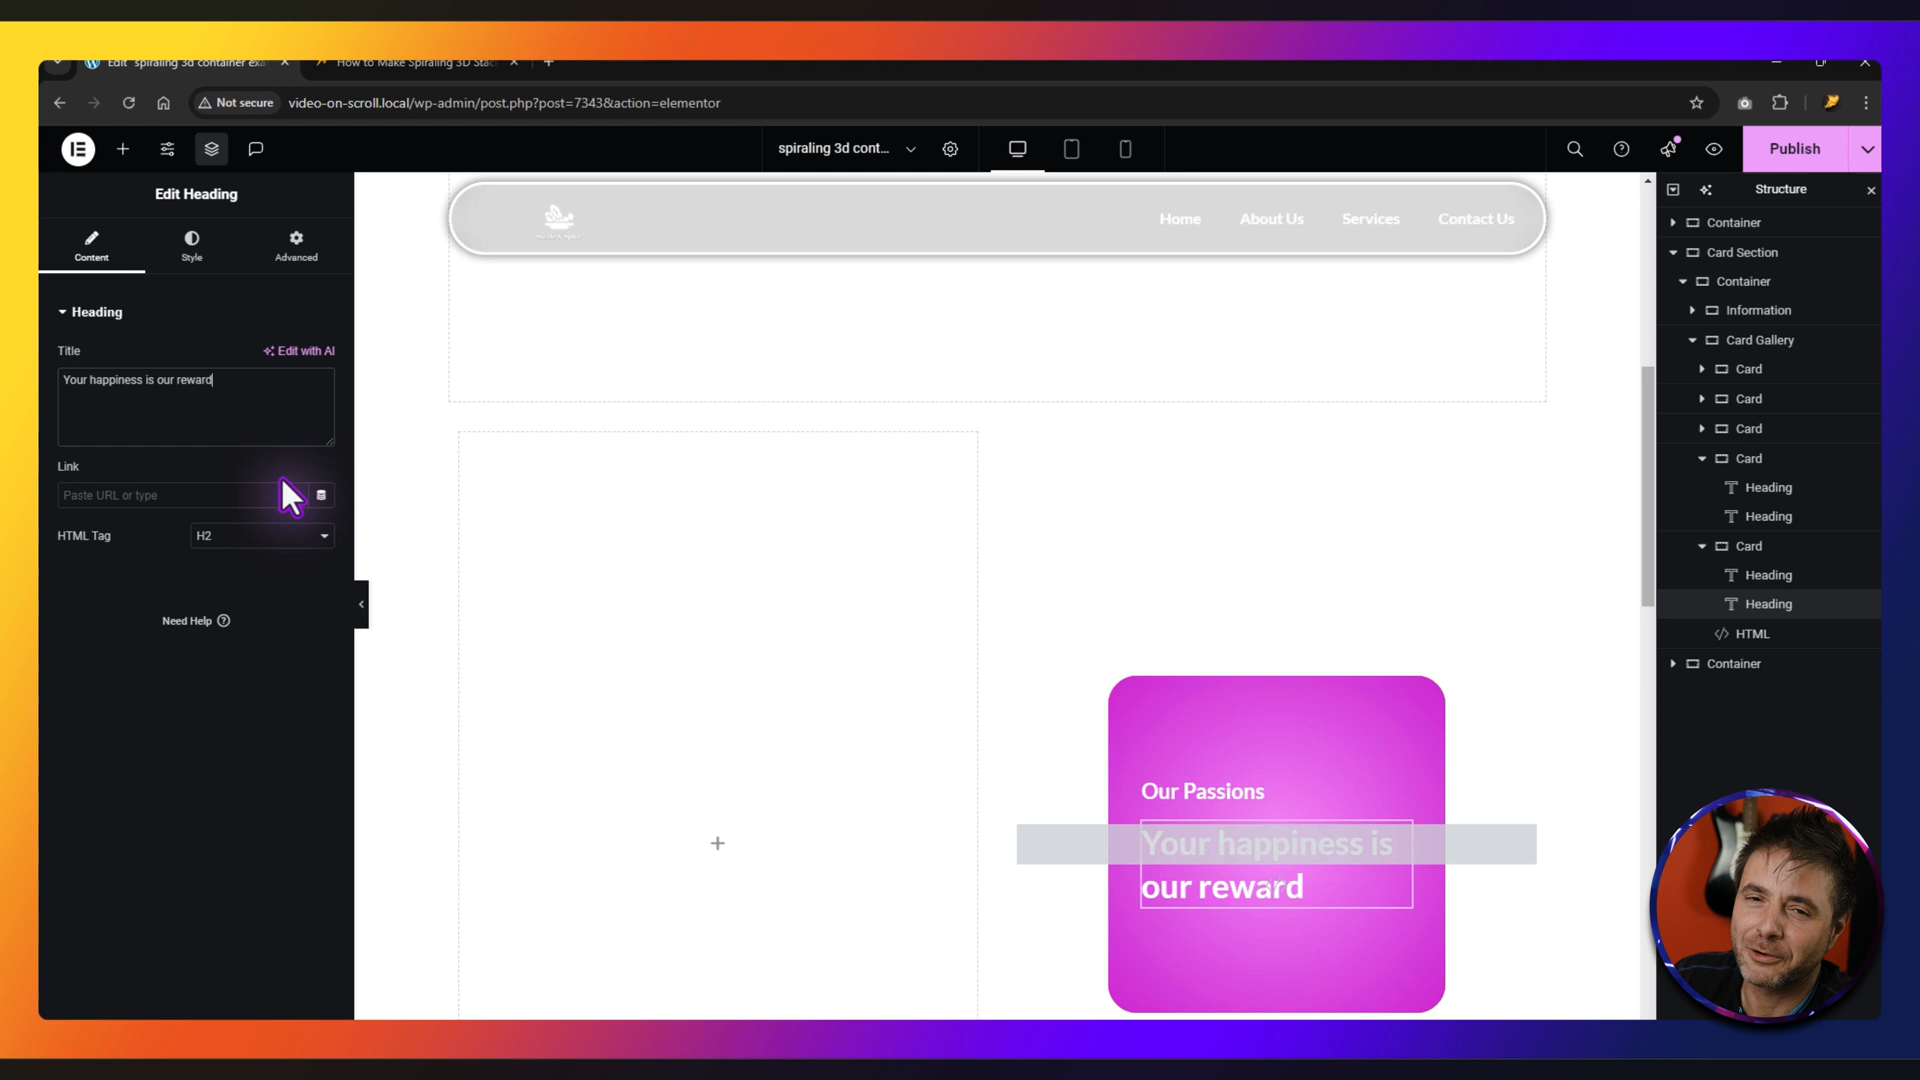 Edit "spiraling 3d container exa
How to Make Spiraling 3D Stac
Not secure
video-on-scroll.local/wp-admin/post.php?post=7343&action=elementor
spiraling 3d cont...
Publish
Edit Heading
Content
Style
Advanced
Heading
Title
Edit with AI
Your happiness is our reward
Link
Paste URL or type
HTML Tag
H2
Need Help
Home
About Us
Services
Contact Us
Our Passions
Your happiness is
our reward
Structure
Container
Card Section
Container
Information
Card Gallery
Card
Card
Card
Card
Heading
Heading
Card
Heading
Heading
HTML
Container